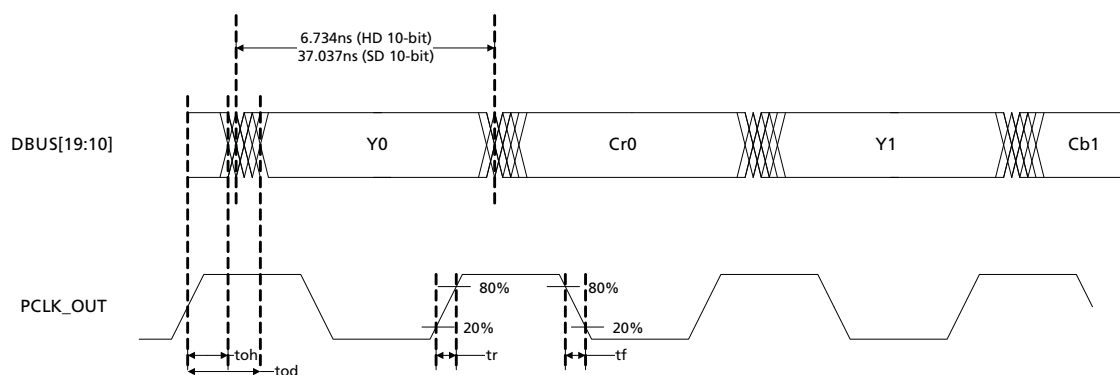 6.734ns (HD 10-bit)
37.037ns (SD 10-bit)
DBUS[19:10]
Y0
Cr0
Y1
Cb1
80%
80%
PCLK_OUT
20%
20%
toh
tr
tf
tod